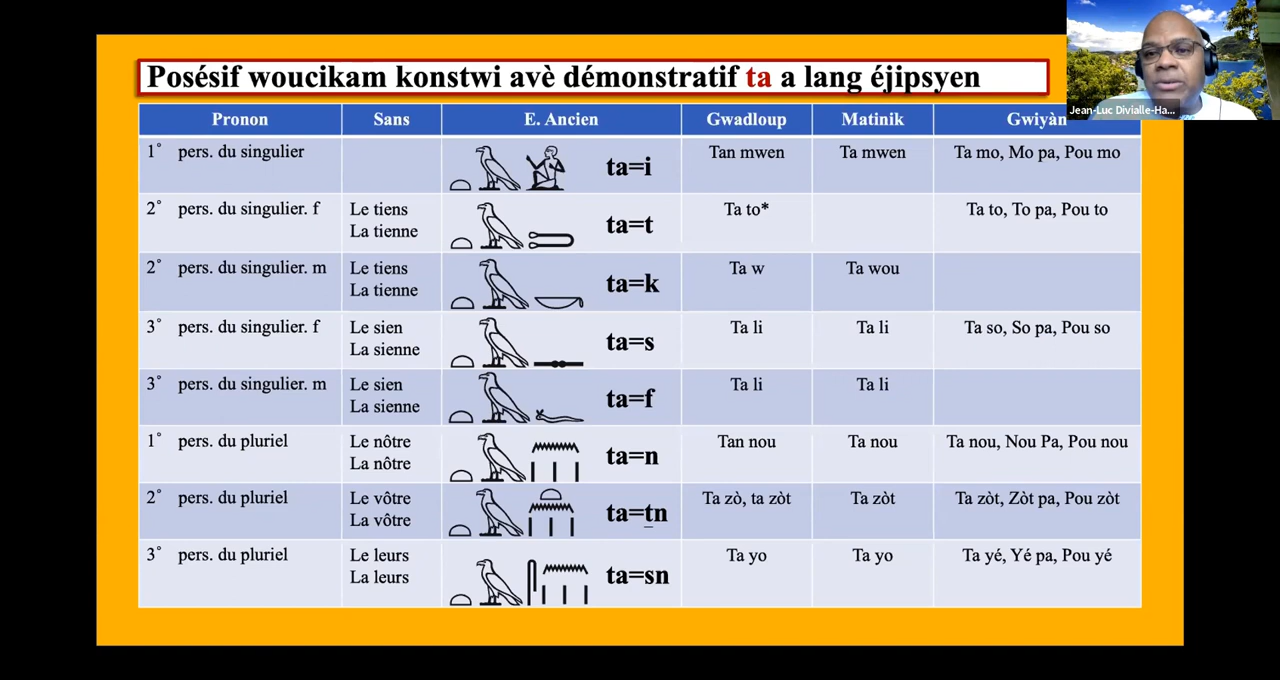 Posésif woucikam konstwi avè démonstratif ta a lang éjipsyen
Jean-Luc Divialle-Ha...
Pronon Sans E. Ancien Gwadloup Matinik Gwiyàn
1° pers. du singulier ta=i Tan mwen Ta mwen Ta mo, Mo pa, Pou mo
2° pers. du singulier. f Le tiens ta=t Ta to* Ta to, To pa, Pou to
La tienne
2° pers. du singulier. m Le tiens ta=k Ta w Ta wou
La tienne
3° pers. du singulier. f Le sien ta=s Ta li Ta li Ta so, So pa, Pou so
La sienne
3° pers. du singulier. m Le sien ta=f Ta li Ta li
La sienne
1° pers. du pluriel Le nôtre ta=n Tan nou Ta nou Ta nou, Nou Pa, Pou nou
La nôtre
2° pers. du pluriel Le vôtre ta=ṯn Ta zò, ta zòt Ta zòt Ta zòt, Zòt pa, Pou zòt
La vôtre
3° pers. du pluriel Le leurs ta=sn Ta yo Ta yo Ta yé, Yé pa, Pou yé
La leurs